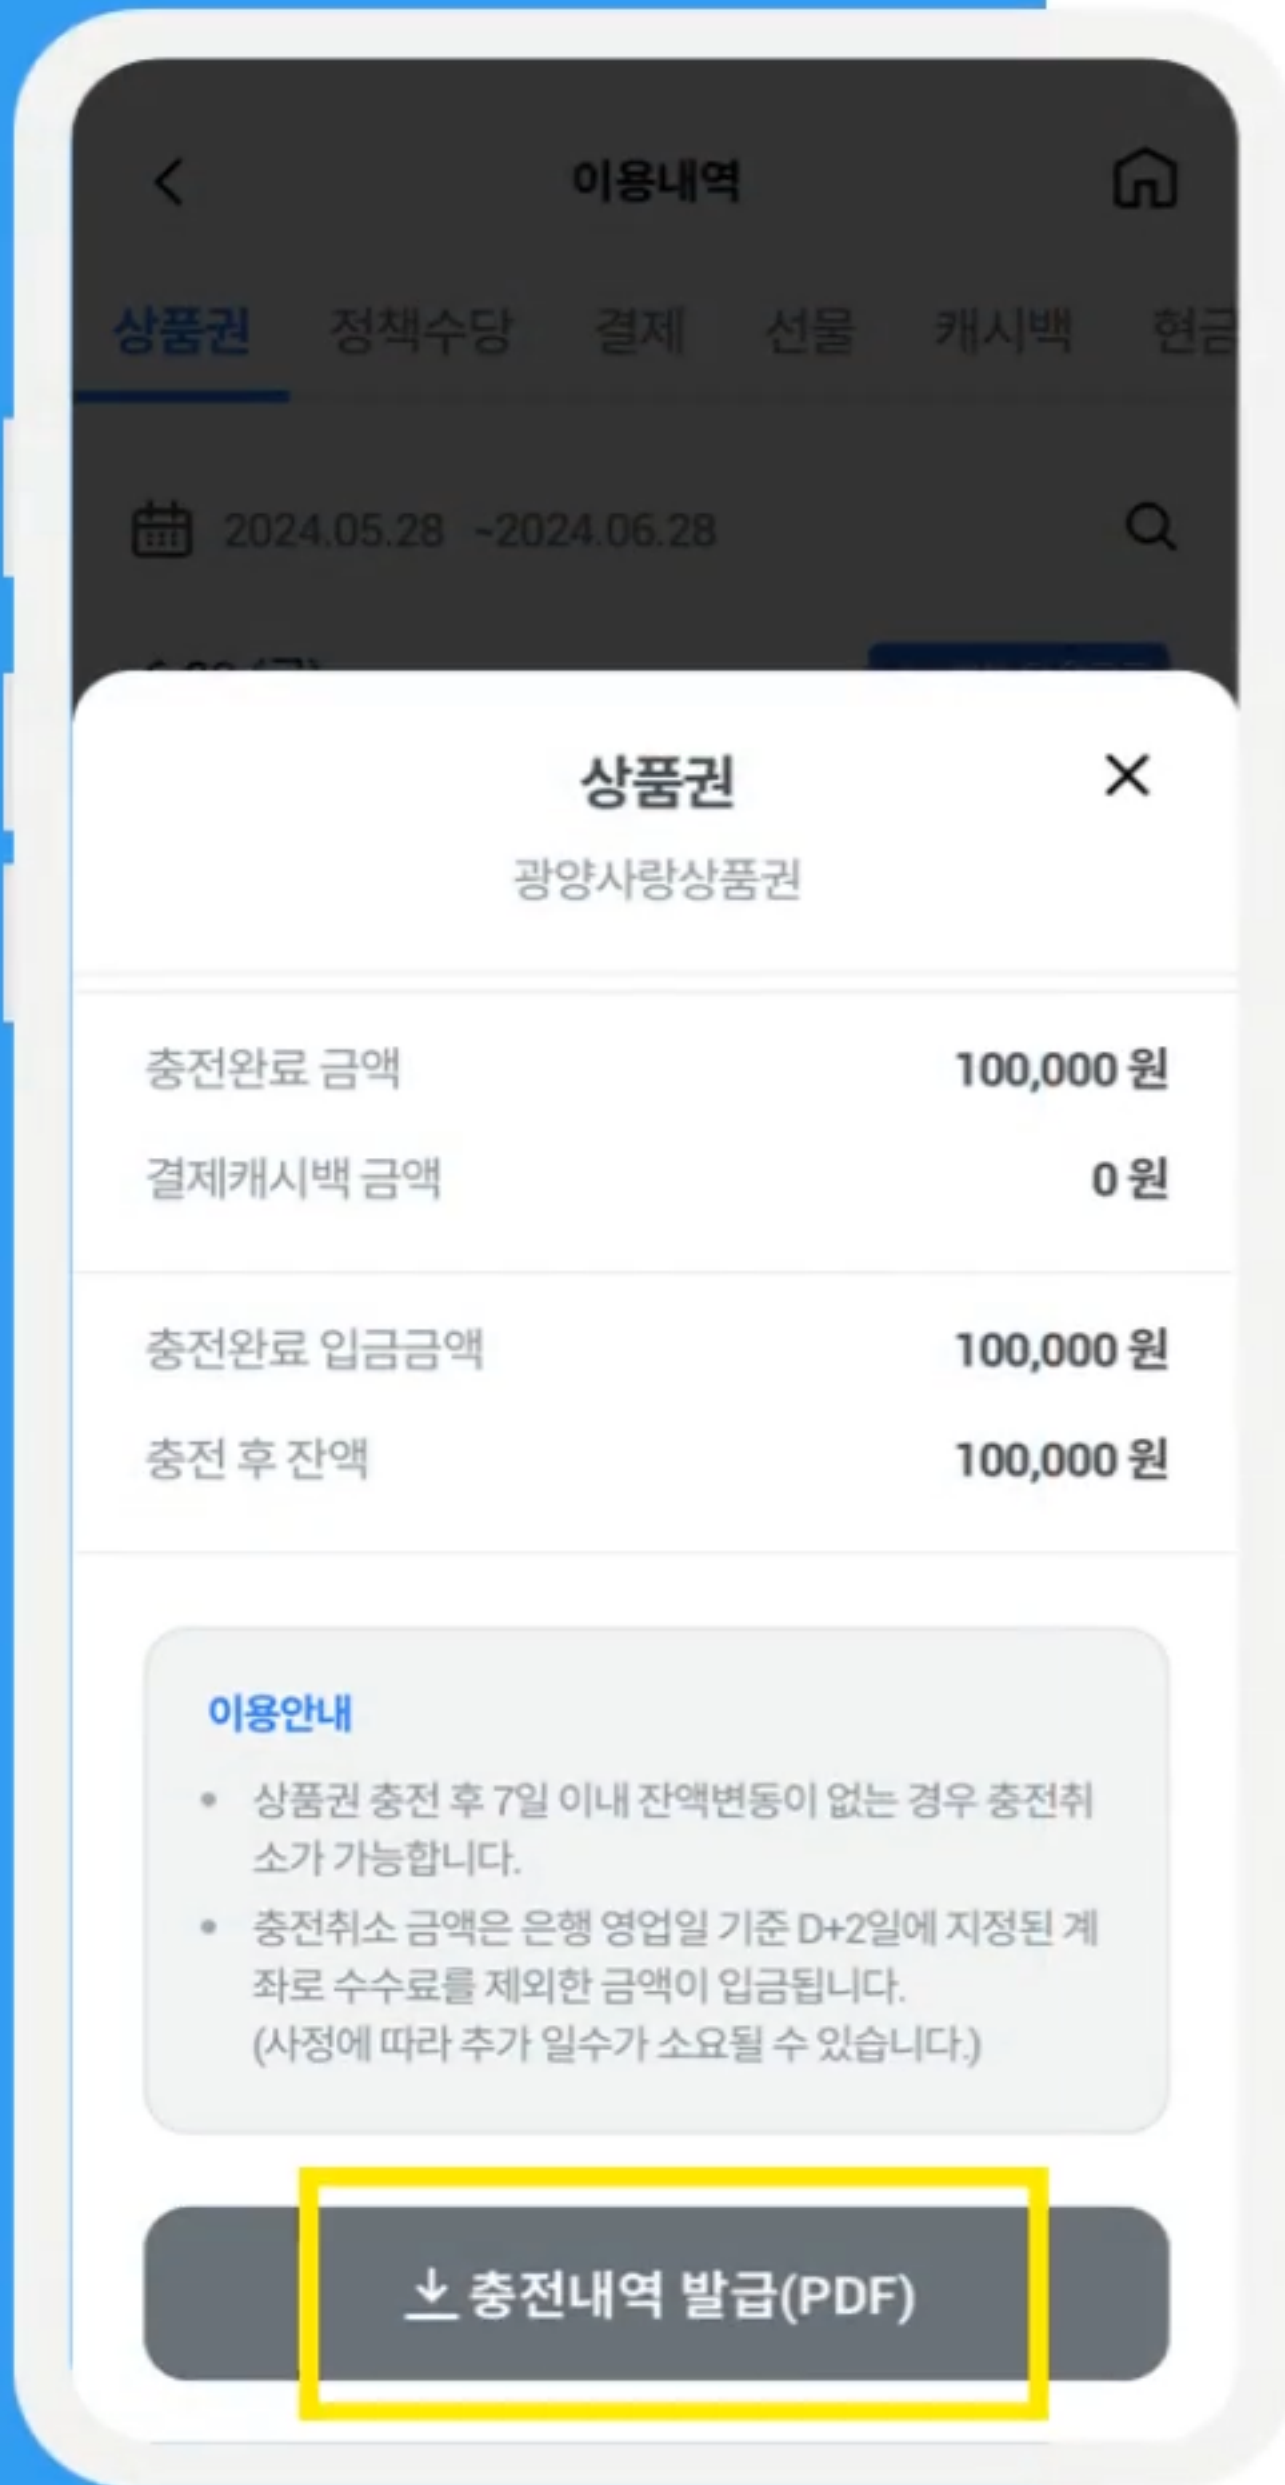 이용내역
상품권 정책수당 결제 선물 캐시백 현금
2024.05.28 ~2024.06.28
상품권
광양사랑상품권
충전완료 금액 100,000 원
결제캐시백 금액 0 원
충전완료 입금금액 100,000 원
충전 후 잔액 100,000 원
이용안내
• 상품권 충전 후 7일 이내 잔액변동이 없는 경우 충전취
소가 가능합니다.
• 충전취소 금액은 은행 영업일 기준 D+2일에 지정된 계
좌로 수수료를 제외한 금액이 입금됩니다.
(사정에 따라 추가 일수가 소요될 수 있습니다.)
충전내역 발급(PDF)